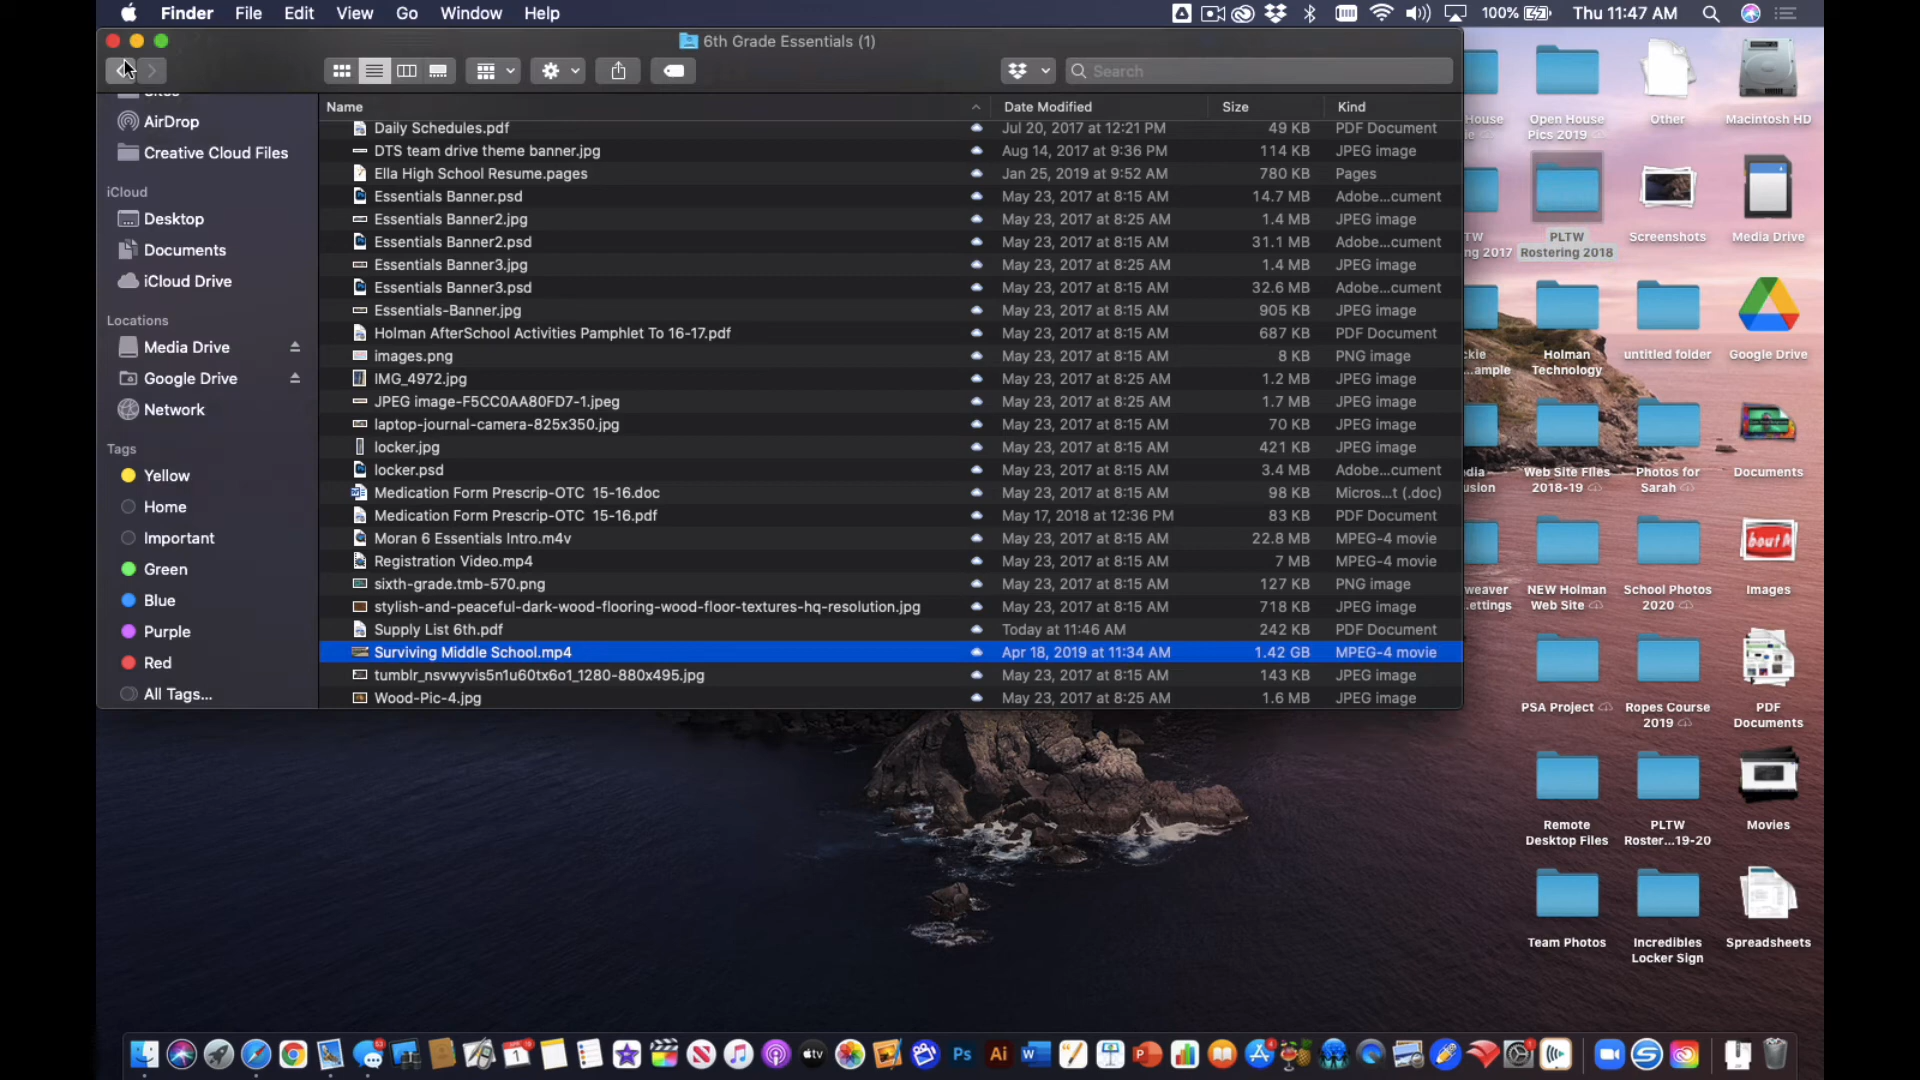 Finder File Edit View Go Window Help 100% Thu 11:47 AM
6th Grade Essentials (1)
Search
Sites
AirDrop
Creative Cloud Files
iCloud
Desktop
Documents
iCloud Drive
Locations
Media Drive
Google Drive
Network
Tags
Yellow
Home
Important
Green
Blue
Purple
Red
All Tags...
Name Date Modified Size Kind
Daily Schedules.pdf Jul 20, 2017 at 12:21 PM 49 KB PDF Document
DTS team drive theme banner.jpg Aug 14, 2017 at 9:36 PM 114 KB JPEG image
Ella High School Resume.pages Jan 25, 2019 at 9:52 AM 780 KB Pages
Essentials Banner.psd May 23, 2017 at 8:15 AM 14.7 MB Adobe...cument
Essentials Banner2.jpg May 23, 2017 at 8:25 AM 1.4 MB JPEG image
Essentials Banner2.psd May 23, 2017 at 8:15 AM 31.1 MB Adobe...cument
Essentials Banner3.jpg May 23, 2017 at 8:25 AM 1.4 MB JPEG image
Essentials Banner3.psd May 23, 2017 at 8:15 AM 32.6 MB Adobe...cument
Essentials-Banner.jpg May 23, 2017 at 8:15 AM 905 KB JPEG image
Holman AfterSchool Activities Pamphlet To 16-17.pdf May 23, 2017 at 8:15 AM 687 KB PDF Document
images.png May 23, 2017 at 8:15 AM 8 KB PNG image
IMG_4972.jpg May 23, 2017 at 8:25 AM 1.2 MB JPEG image
JPEG image-F5CC0AA80FD7-1.jpeg May 23, 2017 at 8:25 AM 1.7 MB JPEG image
laptop-journal-camera-825x350.jpg May 23, 2017 at 8:15 AM 70 KB JPEG image
locker.jpg May 23, 2017 at 8:15 AM 421 KB JPEG image
locker.psd May 23, 2017 at 8:15 AM 3.4 MB Adobe...cument
Medication Form Prescrip-OTC 15-16.doc May 23, 2017 at 8:15 AM 98 KB Micros...t (.doc)
Medication Form Prescrip-OTC 15-16.pdf May 17, 2018 at 12:36 PM 83 KB PDF Document
Moran 6 Essentials Intro.m4v May 23, 2017 at 8:15 AM 22.8 MB MPEG-4 movie
Registration Video.mp4 May 23, 2017 at 8:15 AM 7 MB MPEG-4 movie
sixth-grade.tmb-570.png May 23, 2017 at 8:15 AM 127 KB PNG image
stylish-and-peaceful-dark-wood-flooring-wood-floor-textures-hq-resolution.jpg May 23, 2017 at 8:15 AM 718 KB JPEG image
Supply List 6th.pdf Today at 11:46 AM 242 KB PDF Document
Surviving Middle School.mp4 Apr 18, 2019 at 11:34 AM 1.42 GB MPEG-4 movie
tumblr_nsvwyvis5n1u60tx6o1_1280-880x495.jpg May 23, 2017 at 8:15 AM 143 KB JPEG image
Wood-Pic-4.jpg May 23, 2017 at 8:25 AM 1.6 MB JPEG image
House Open House Other Macintosh HD
Pics 2019
TW PLTW Screenshots Media Drive
ng 2017 Rostering 2018
ckie Holman untitled folder Google Drive
...ample Technology
dia Web Site Files Photos for Documents
usion 2018-19 Sarah
weaver NEW Holman School Photos Images
...ettings Web Site 2020
PSA Project Ropes Course PDF
2019 Documents
Remote PLTW Movies
Desktop Files Roster...19-20
Team Photos Incredibles Spreadsheets
Locker Sign